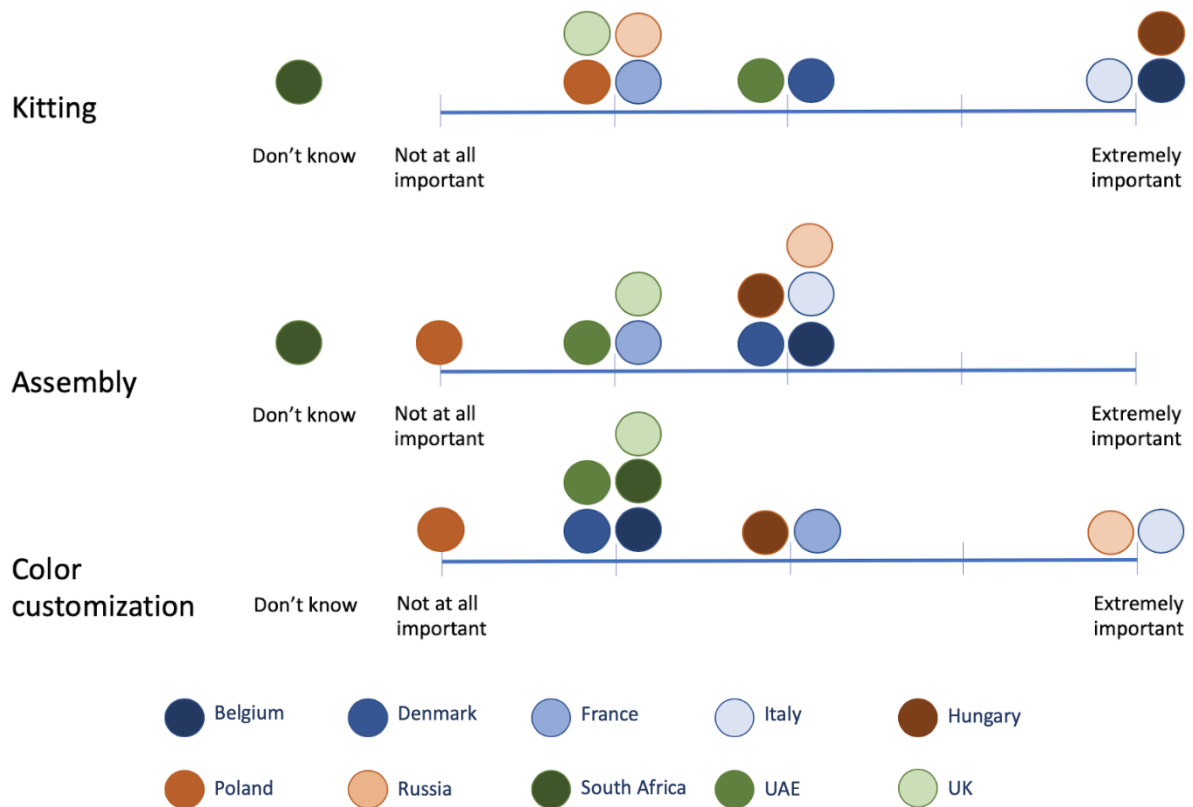 Kitting
Don't know
Not at all
important
Extremely
important
Assembly
Don't know
Not at all
important
Extremely
important
Color
customization
Don't know
Not at all
important
Extremely
important
Belgium
Denmark
France
Italy
Hungary
Poland
Russia
South Africa
UAE
UK